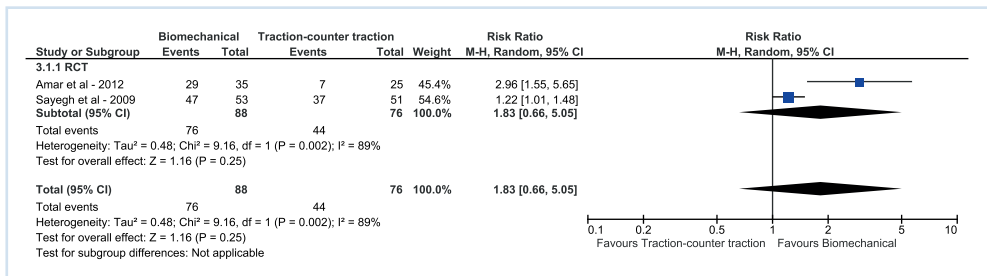 Biomechanical Traction-counter traction Risk Ratio Risk Ratio
Study or Subgroup Events Total Events Total Weight M-H, Random, 95% CI M-H, Random, 95% CI
3.1.1 RCT
Amar et al - 2012 29 35 7 25 45.4% 2.96 [1.55, 5.65]
Sayegh et al - 2009 47 53 37 51 54.6% 1.22 [1.01, 1.48]
Subtotal (95% CI) 88 76 100.0% 1.83 [0.66, 5.05]
Total events 76 44
Heterogeneity: Tau² = 0.48; Chi² = 9.16, df = 1 (P = 0.002); I² = 89%
Test for overall effect: Z = 1.16 (P = 0.25)
Total (95% CI) 88 76 100.0% 1.83 [0.66, 5.05]
Total events 76 44
Heterogeneity: Tau² = 0.48; Chi² = 9.16, df = 1 (P = 0.002); I² = 89%
Test for overall effect: Z = 1.16 (P = 0.25)
Test for subgroup differences: Not applicable
0.1 0.2 0.5 1 2 5 10
Favours Traction-counter traction Favours Biomechanical